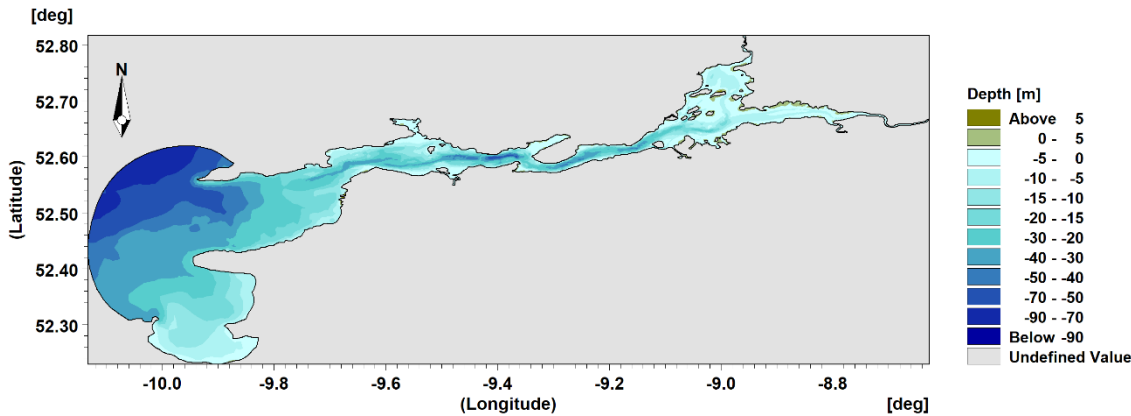 [deg]
52.80
52.70
52.60
52.50
52.40
52.30
(Latitude)
N
-10.0
-9.8
-9.6
-9.4
-9.2
-9.0
-8.8
(Longitude)
[deg]
Depth [m]
Above 5
0 - 5
-5 - 0
-10 - -5
-15 - -10
-20 - -15
-30 - -20
-40 - -30
-50 - -40
-70 - -50
-90 - -70
Below -90
Undefined Value